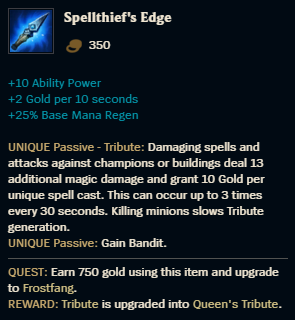 Spellthief's Edge
350
+10 Ability Power
+2 Gold per 10 seconds
+25% Base Mana Regen
UNIQUE Passive - Tribute: Damaging spells and
attacks against champions or buildings deal 13
additional magic damage and grant 10 Gold per
unique spell cast. This can occur up to 3 times
every 30 seconds. Killing minions slows Tribute
generation.
UNIQUE Passive: Gain Bandit.
QUEST: Earn 750 gold using this item and upgrade
to Frostfang.
REWARD: Tribute is upgraded into Queen's Tribute.